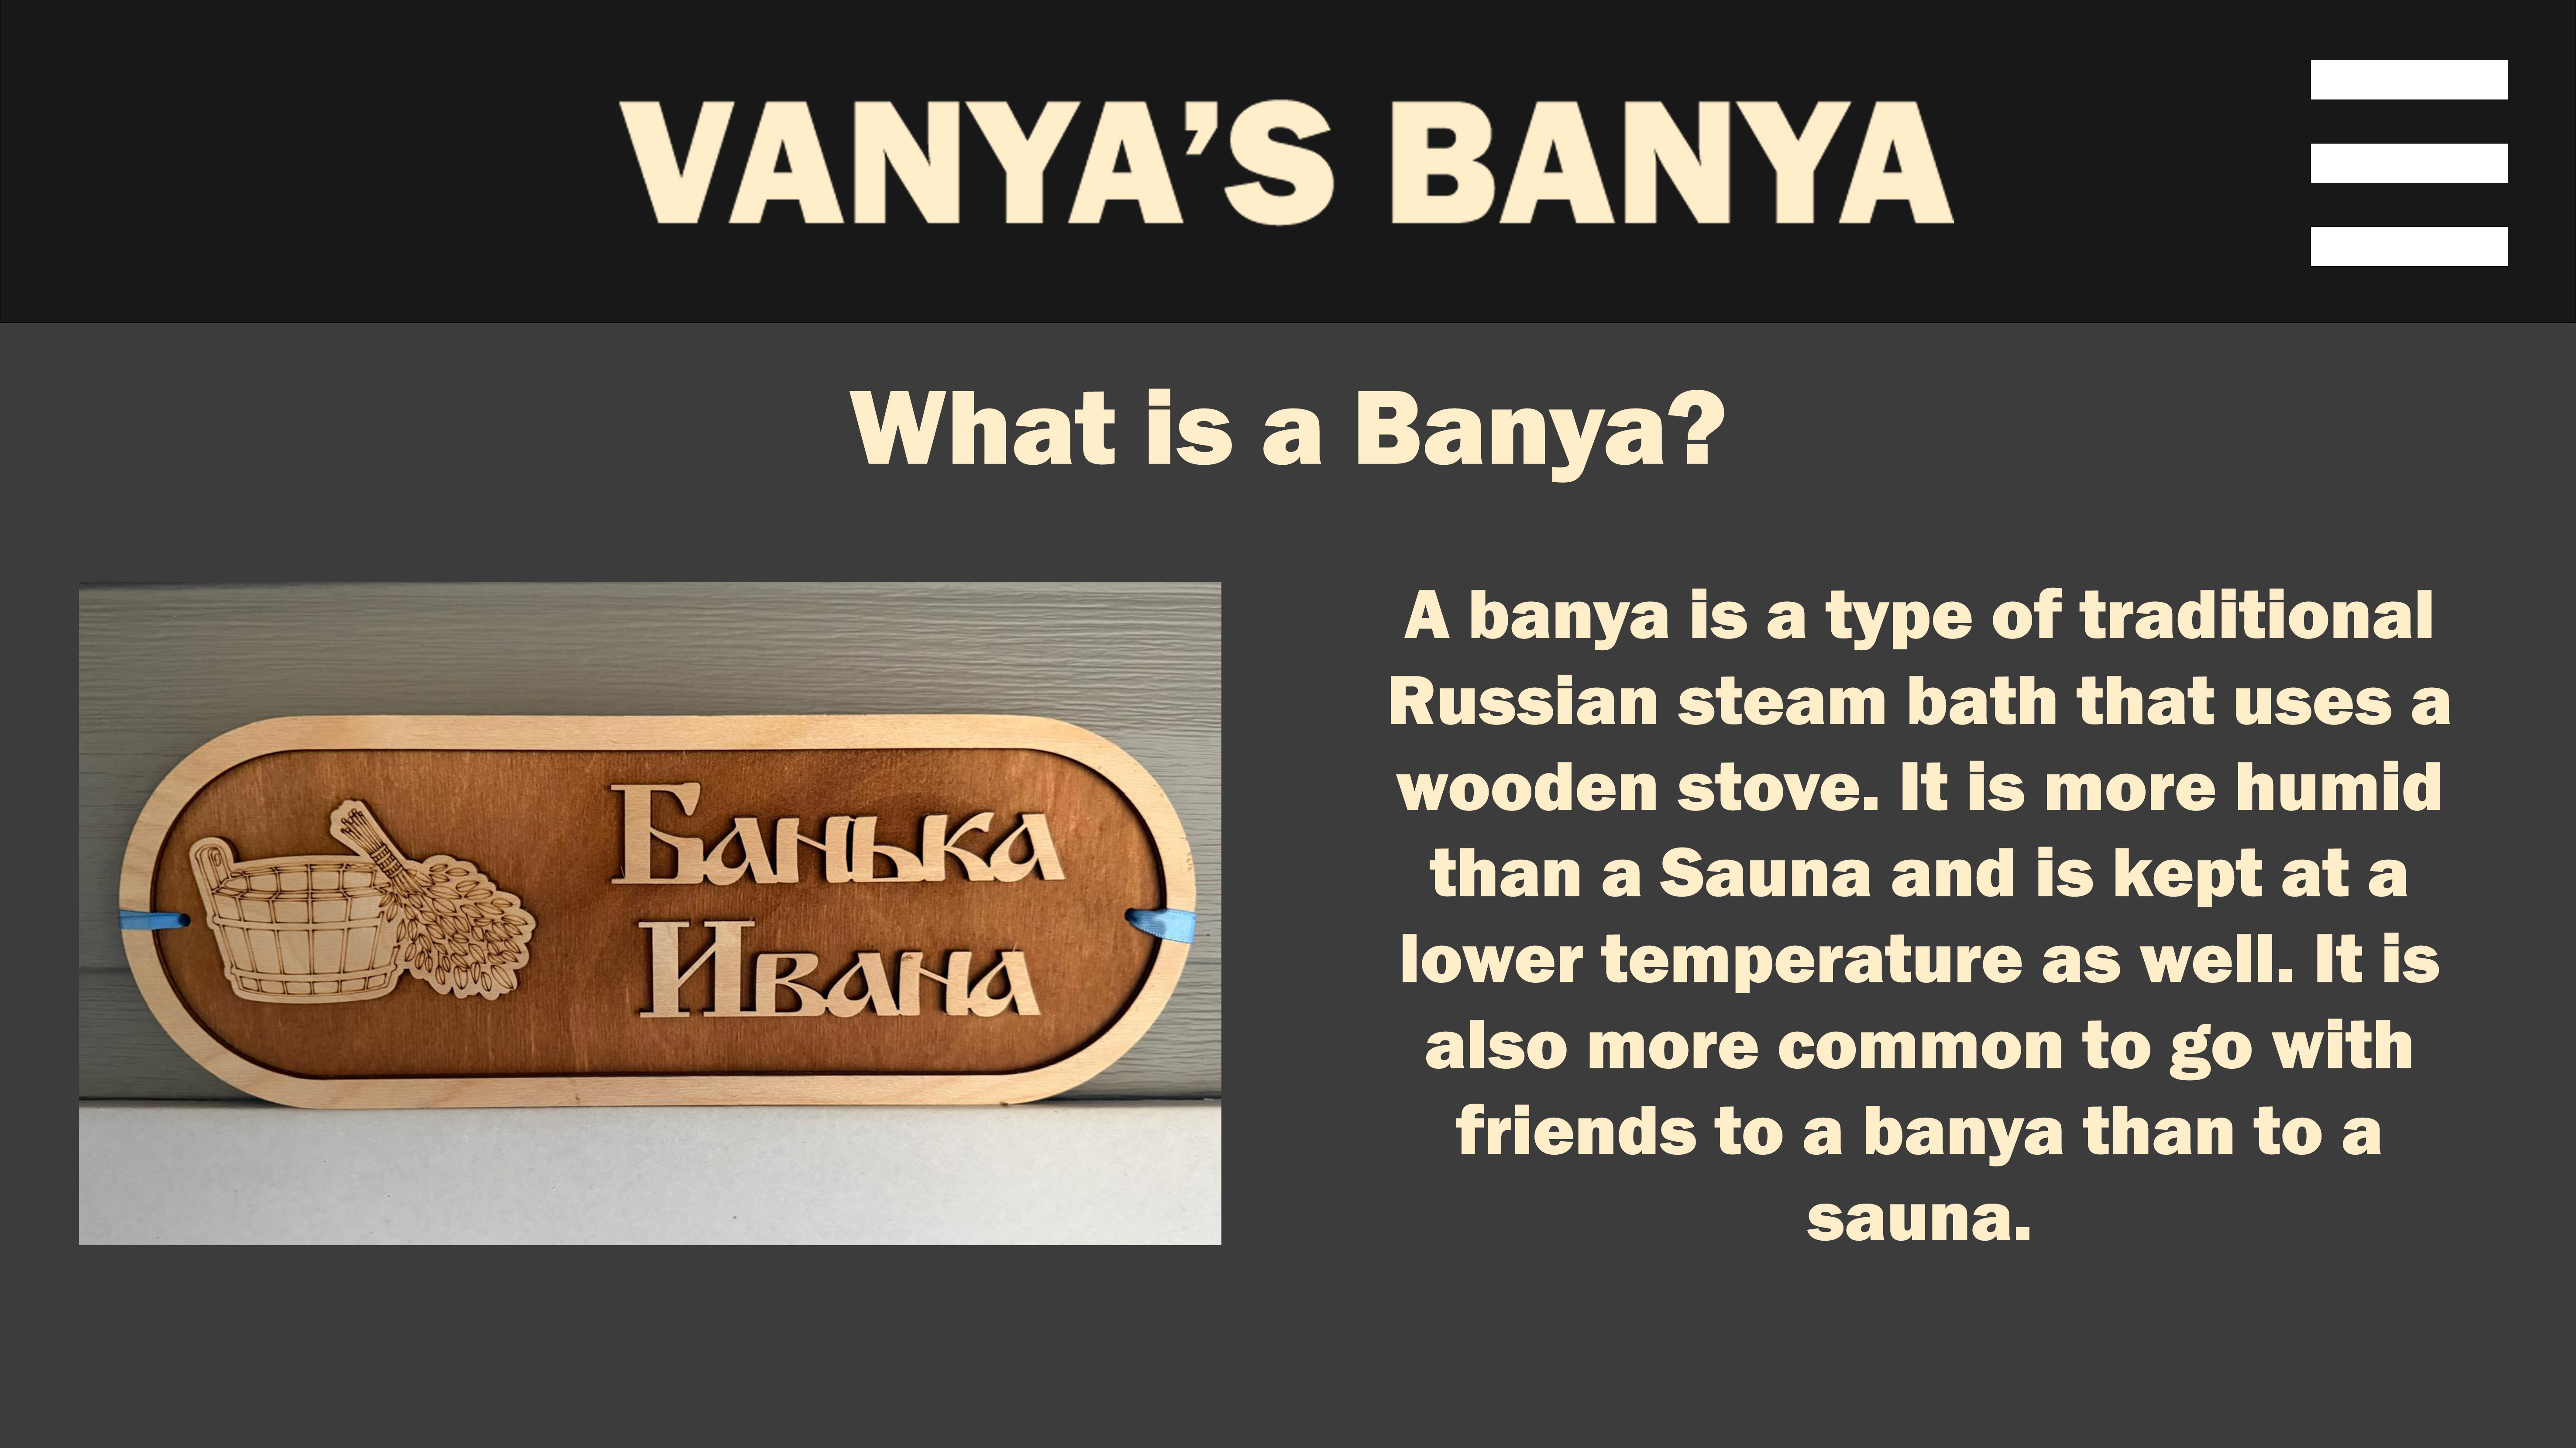 VANYA’S BANYA
What is a Banya?
Банька
Ивана
A banya is a type of traditional
Russian steam bath that uses a
wooden stove. It is more humid
than a Sauna and is kept at a
lower temperature as well. It is
also more common to go with
friends to a banya than to a
sauna.